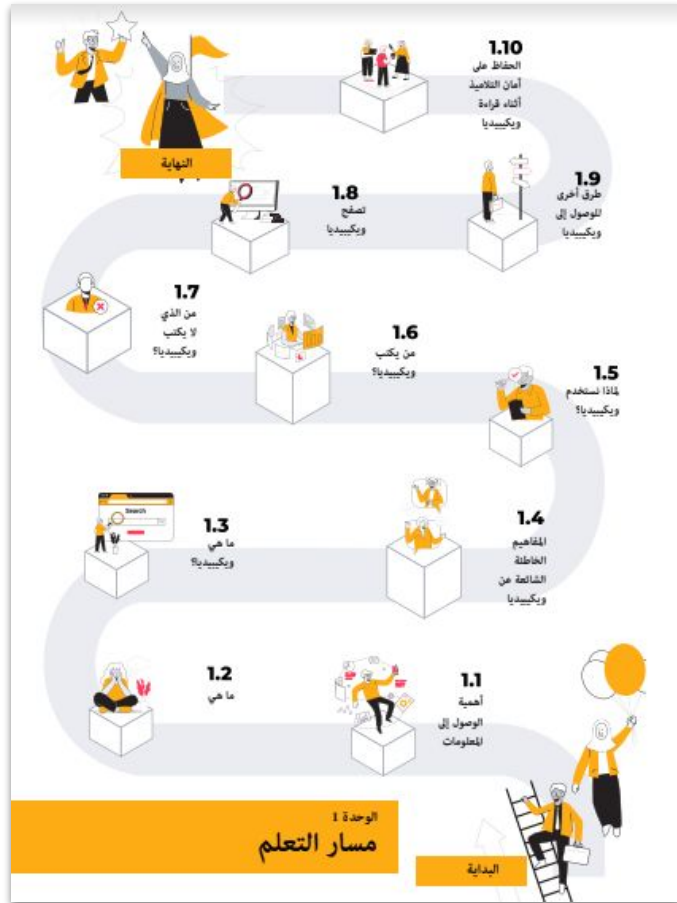 1.10
الحفاظ على
أمان التلاميذ
أثناء قراءة
ويكيبيديا
النهاية
1.9
طرق أخرى
للوصول إلى
ويكيبيديا
1.8
تصفح
ويكيبيديا
1.7
من الذي
لا يكتب
ويكيبيديا؟
1.6
من يكتب
ويكيبيديا؟
1.5
لماذا نستخدم
ويكيبيديا؟
1.4
المفاهيم
الخاطئة
الشائعة عن
ويكيبيديا
Search
1.3
ما هي
ويكيبيديا؟
1.2
ما هي
1.1
أهمية
الوصول إلى
المعلومات
الوحدة 1
مسار التعلم
البداية